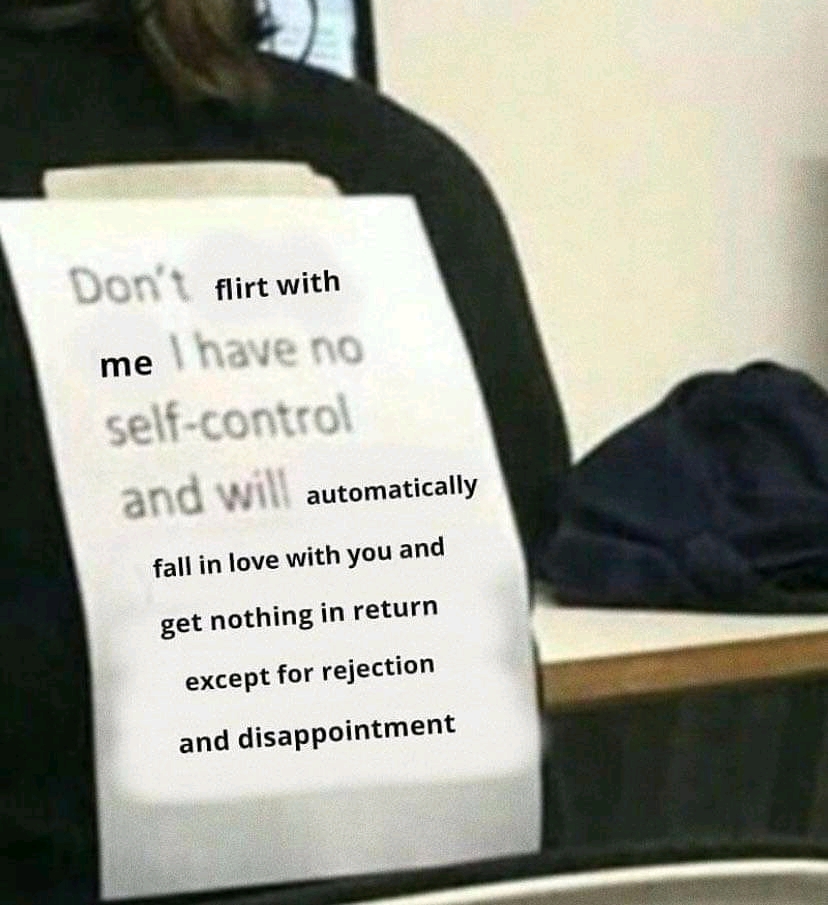 Don't flirt with
me I have no
self-control
and will automatically
fall in love with you and
get nothing in return
except for rejection
and disappointment